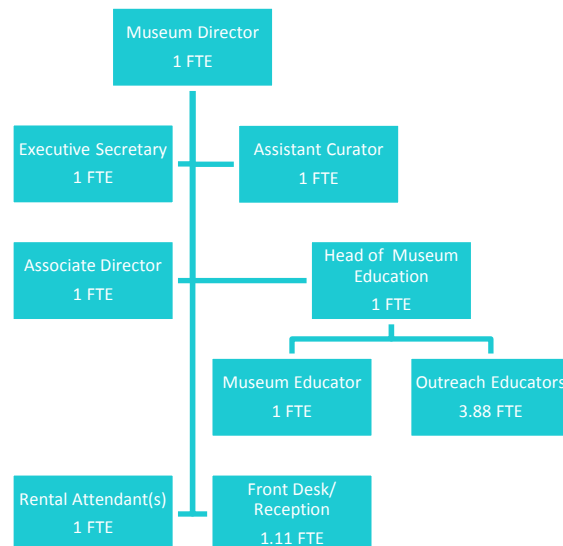 Museum Director
1 FTE
Executive Secretary
1 FTE
Assistant Curator
1 FTE
Associate Director
1 FTE
Head of Museum
Education
1 FTE
Museum Educator
1 FTE
Outreach Educators
3.88 FTE
Rental Attendant(s)
1 FTE
Front Desk/
Reception
1.11 FTE